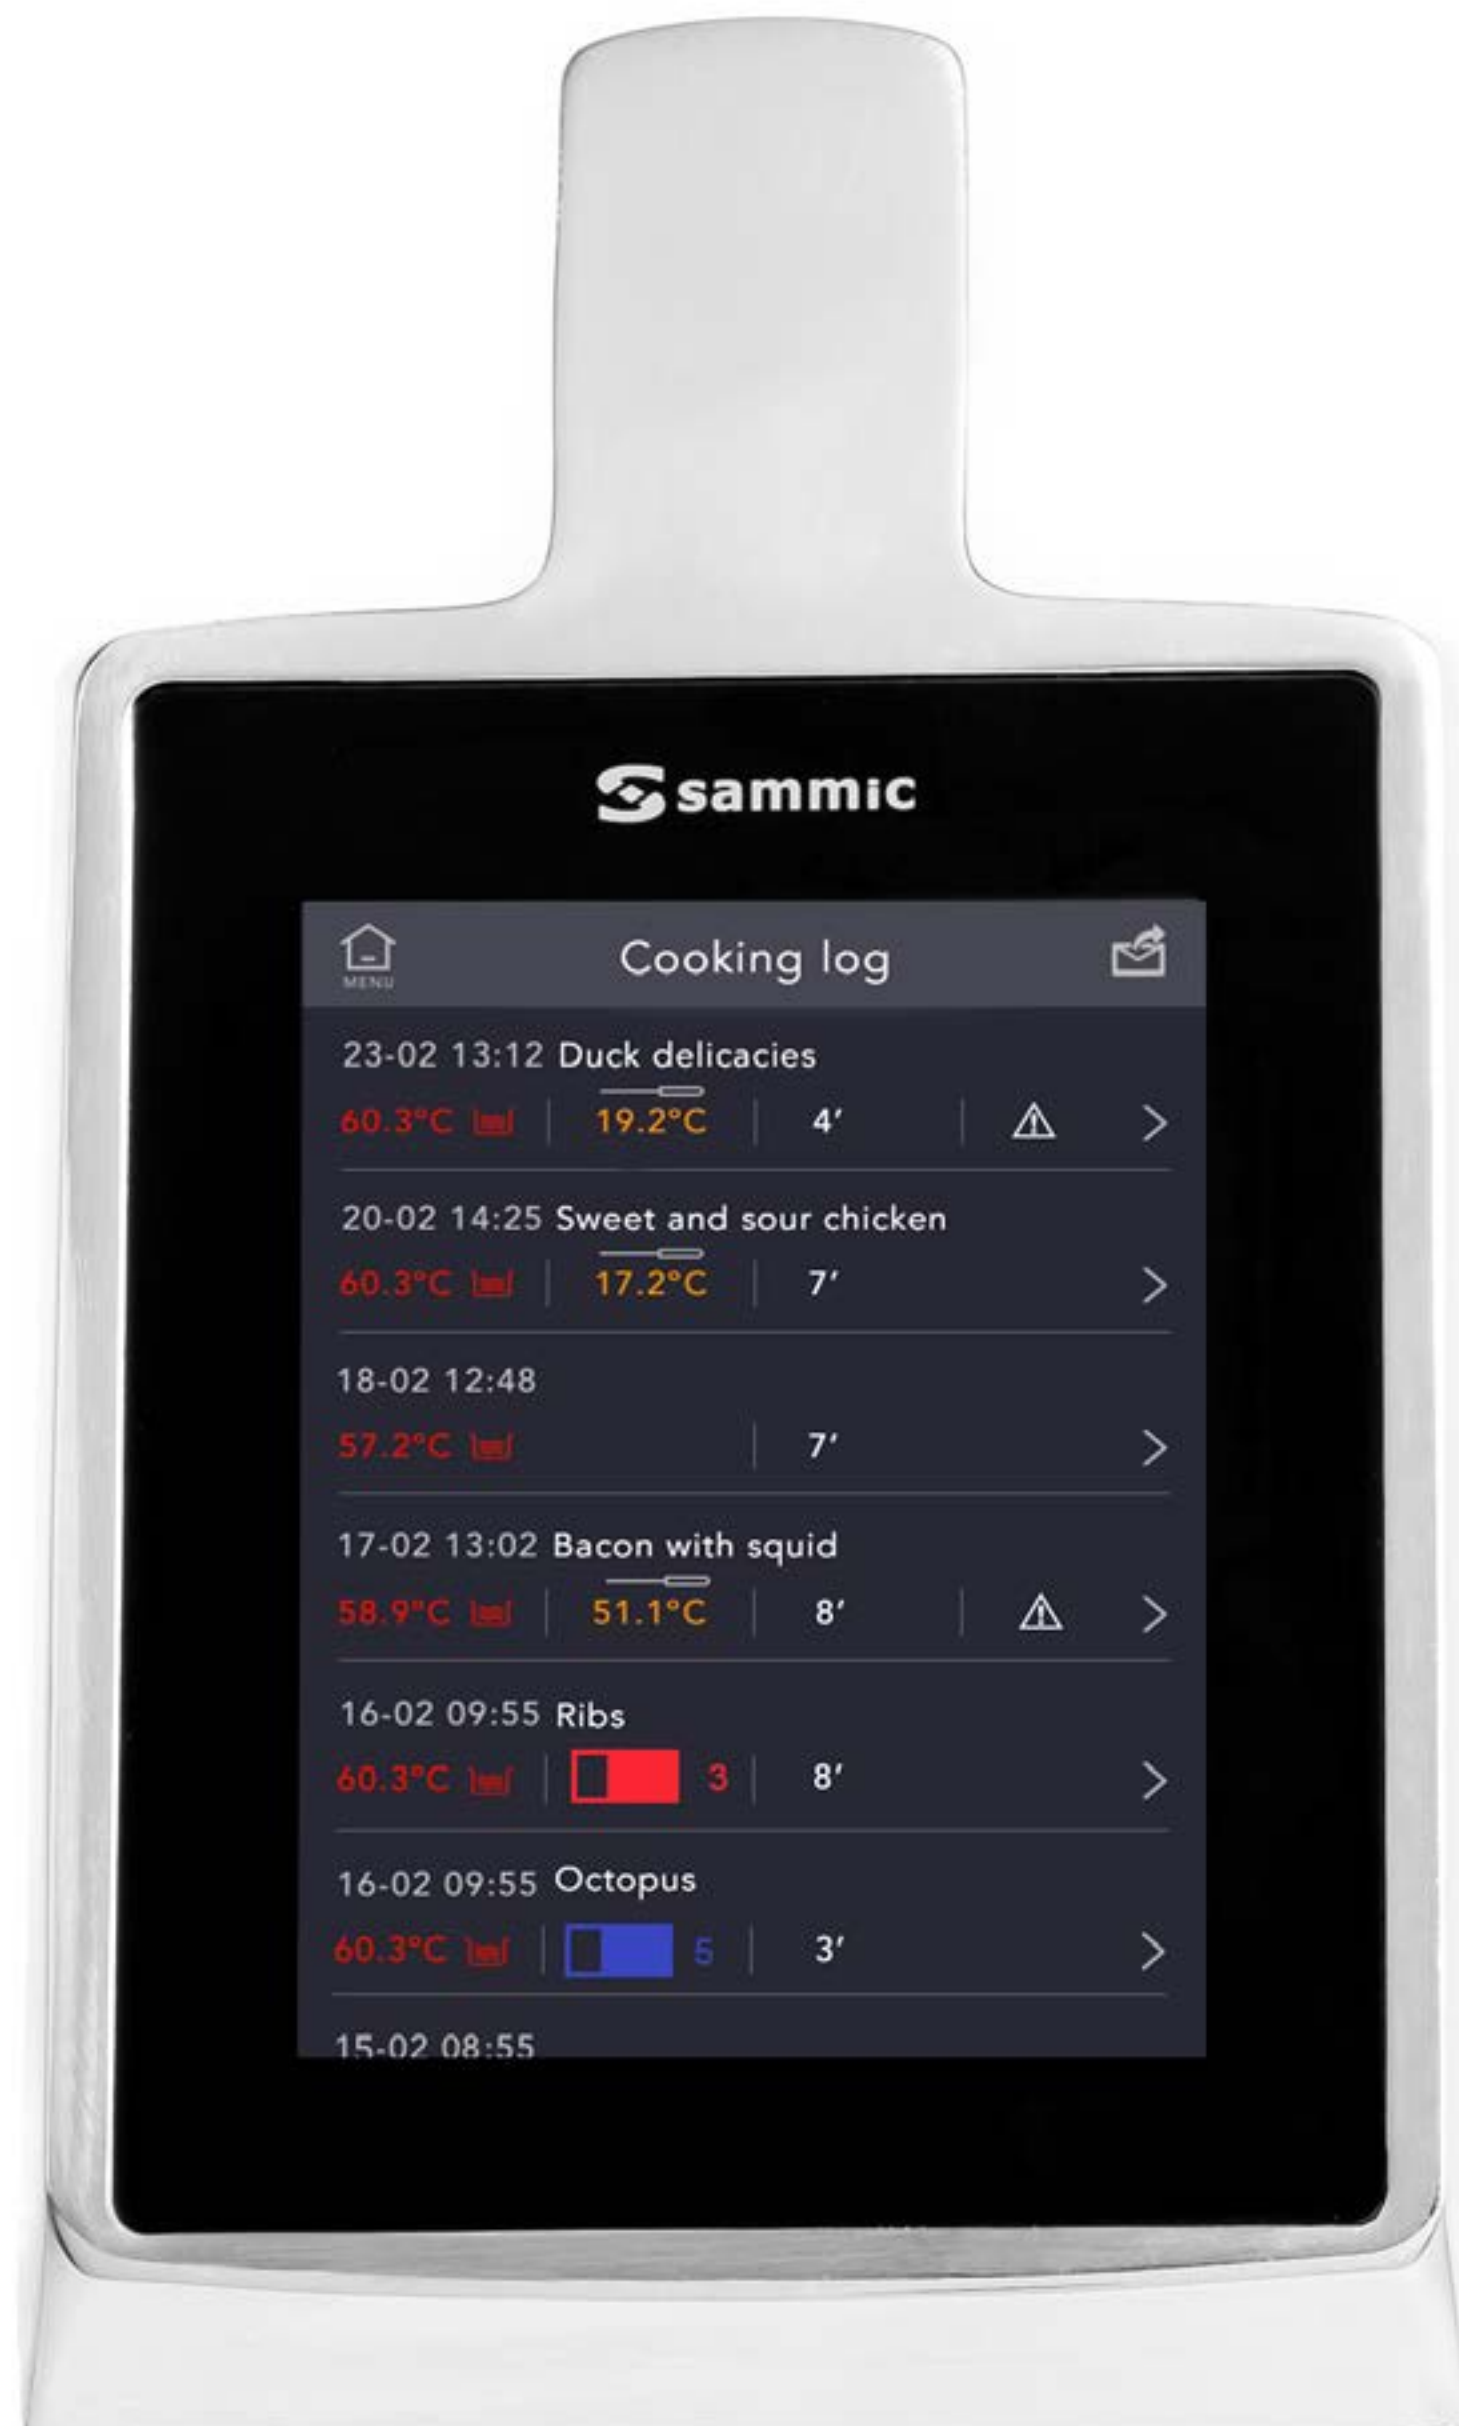 sammic
Cooking log
MENU
23-02 13:12 Duck delicacies
60.3°C 19.2°C 4′
20-02 14:25 Sweet and sour chicken
60.3°C 17.2°C 7′
18-02 12:48
57.2°C 7′
17-02 13:02 Bacon with squid
58.9°C 51.1°C 8′
16-02 09:55 Ribs
60.3°C 3 8′
16-02 09:55 Octopus
60.3°C 5 3′
15-02 08:55